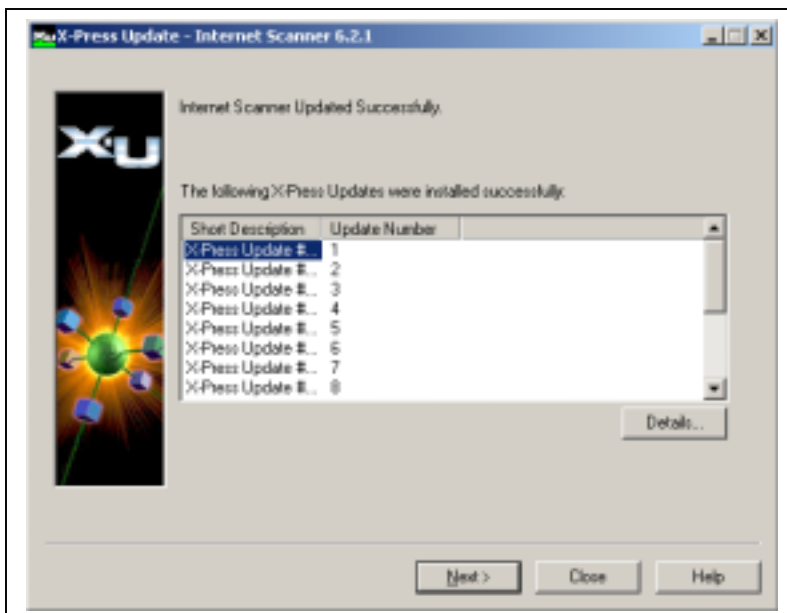 X-Press Update - Internet Scanner 6.2.1
X-U
Internet Scanner Updated Successfully.
The following X-Press Updates were installed successfully:
Short Description Update Number
X-Press Update #... 1
X-Press Update #... 2
X-Press Update #... 3
X-Press Update #... 4
X-Press Update #... 5
X-Press Update #... 6
X-Press Update #... 7
X-Press Update #... 8
Details...
Next > Close Help